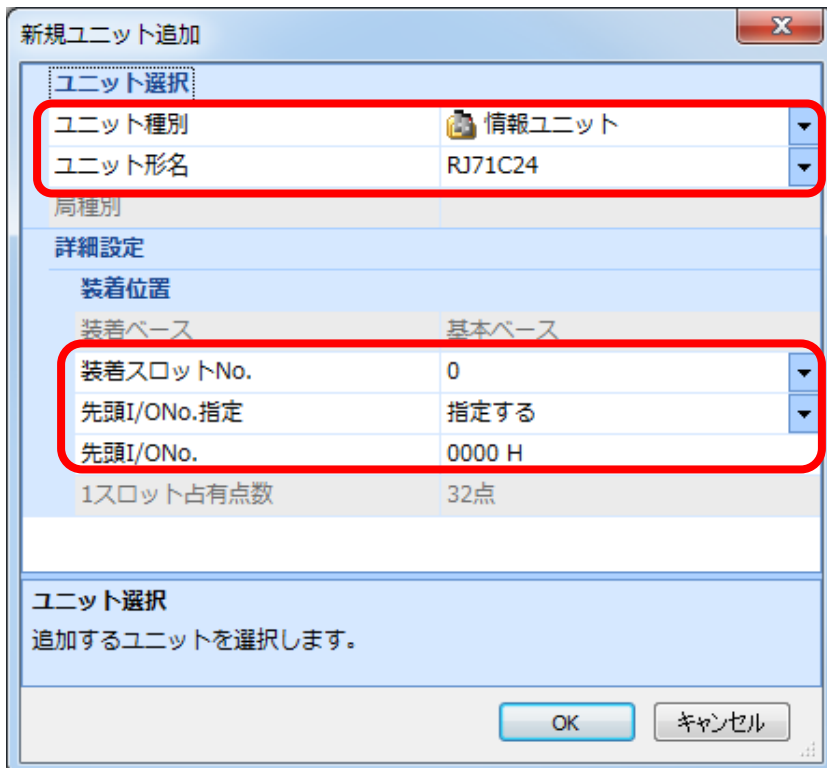 新規ユニット追加
ユニット選択
ユニット種別 情報ユニット
ユニット形名 RJ71C24
局種別
詳細設定
装着位置
装着ベース 基本ベース
装着スロットNo. 0
先頭I/ONo.指定 指定する
先頭I/ONo. 0000 H
1スロット占有点数 32点
ユニット選択
追加するユニットを選択します。
OK キャンセル